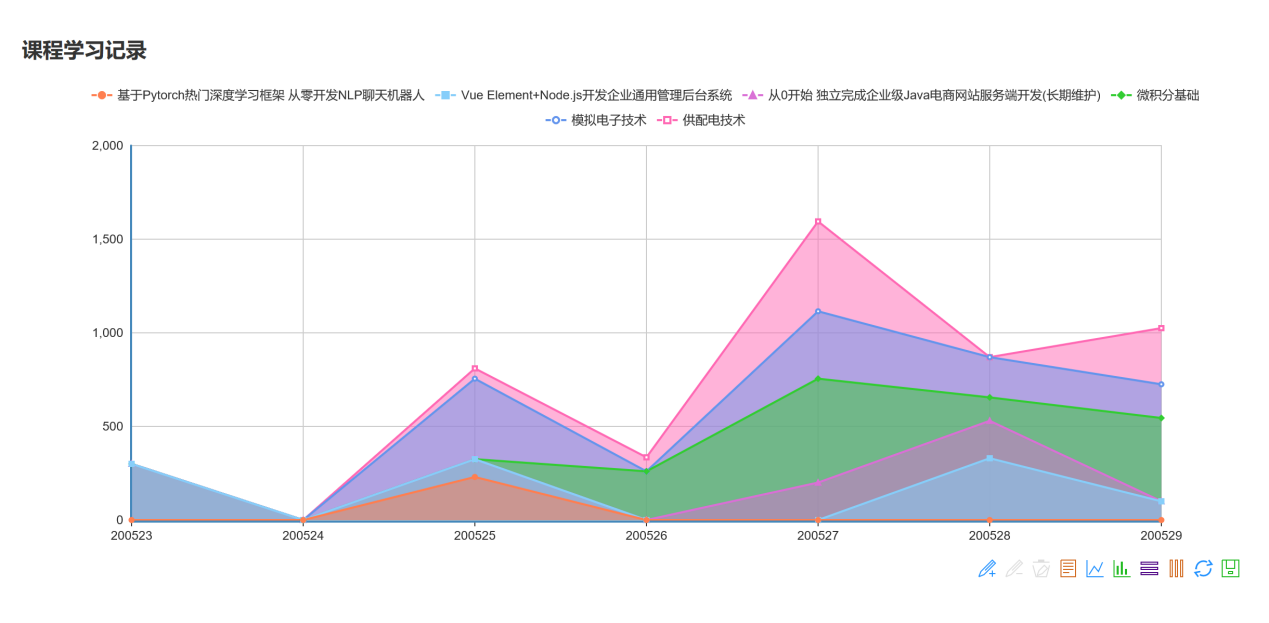 课程学习记录
基于Pytorch热门深度学习框架 从零开发NLP聊天机器人 Vue Element+Node.js开发企业通用管理后台系统 从0开始 独立完成企业级Java电商网站服务端开发(长期维护) 微积分基础
模拟电子技术 供配电技术
2,000
1,500
1,000
500
0
200523 200524 200525 200526 200527 200528 200529